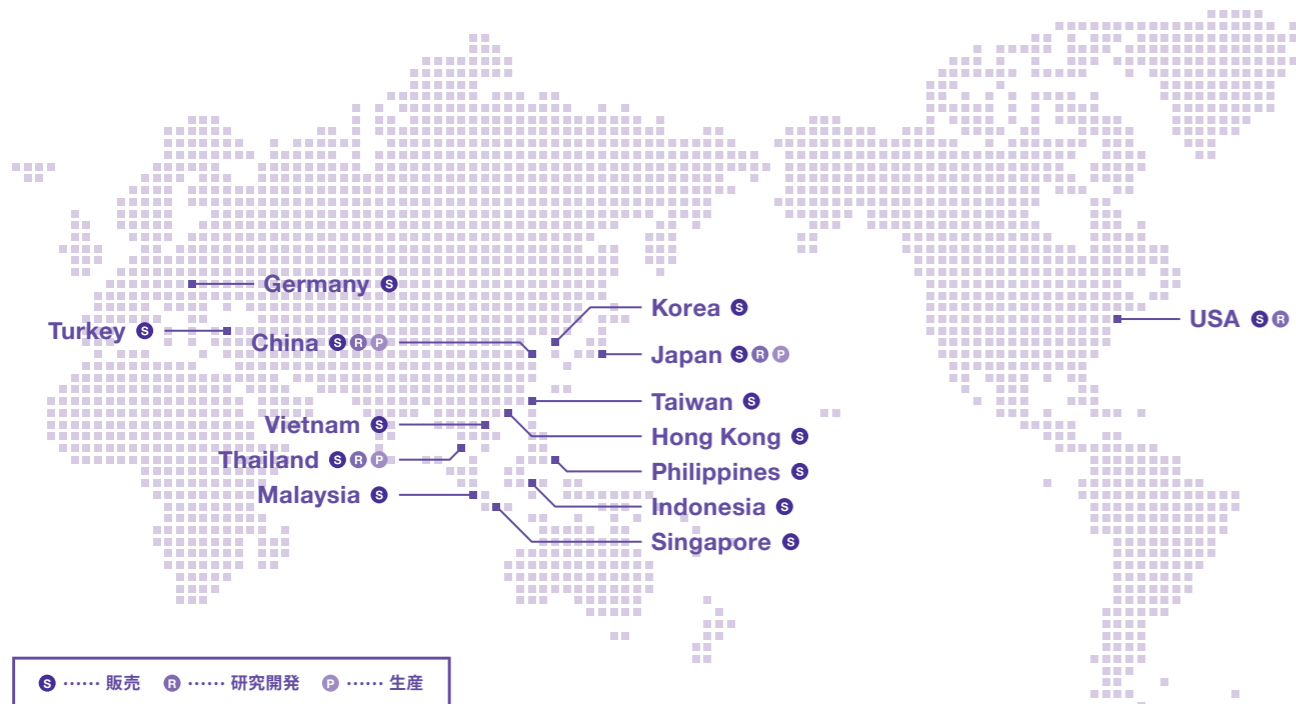 Germany S
Turkey S
China S R P
Vietnam S
Thailand S R P
Malaysia S
Korea S
Japan S R P
Taiwan S
Hong Kong S
Philippines S
Indonesia S
Singapore S
USA S R
S …… 販売 R …… 研究開発 P …… 生産